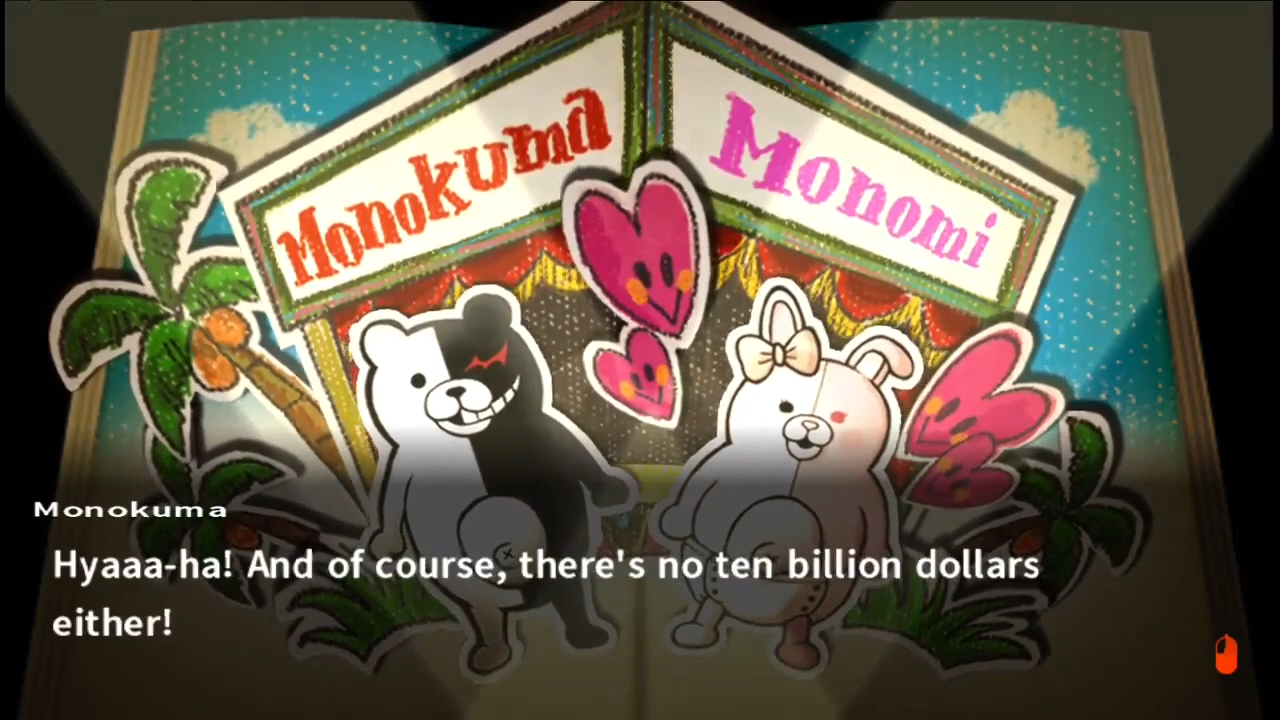 Monokuma
Monomi
Monokuma
Hyaaa-ha! And of course, there's no ten billion dollars
either!